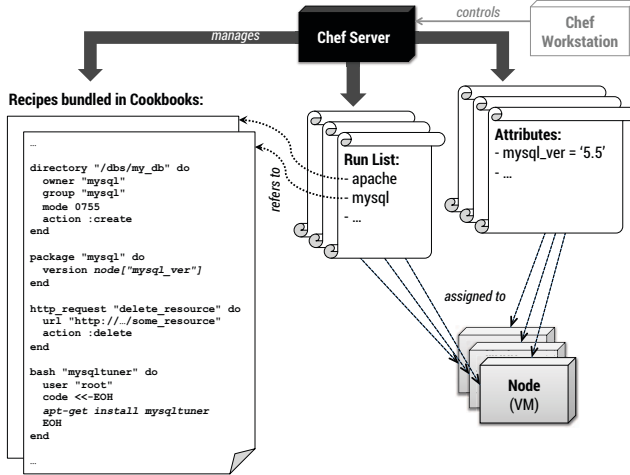 controls
manages
Chef Server
Chef
Workstation
Recipes bundled in Cookbooks:
…
directory "/dbs/my_db" do
owner "mysql"
group "mysql"
mode 0755
action :create
end
package "mysql" do
version node["mysql_ver"]
end
http_request "delete_resource" do
url "http://…/some_resource"
action :delete
end
bash "mysqltuner" do
user "root"
code <<-EOH
apt-get install mysqltuner
EOH
end
…
refers to
Run List:
- apache
- mysql
- ...
Attributes:
- mysql_ver = ‘5.5’
- ...
assigned to
Node
(VM)